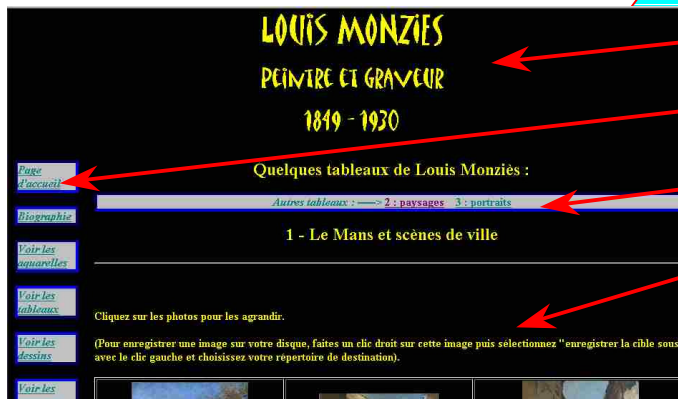 LOUIS MONZIES
PEINTRE ET GRAVEUR
1849 - 1930
Page
d'accueil
Biographie
Voir les
aquarelles
Voir les
tableaux
Voir les
dessins
Voir les
Quelques tableaux de Louis Monziès :
Autres tableaux : ----> 2 : paysages 3 : portraits
1 - Le Mans et scènes de ville
Cliquez sur les photos pour les agrandir.
(Pour enregistrer une image sur votre disque, faites un clic droit sur cette image puis sélectionnez "enregistrer la cible sous
avec le clic gauche et choisissez votre répertoire de destination).